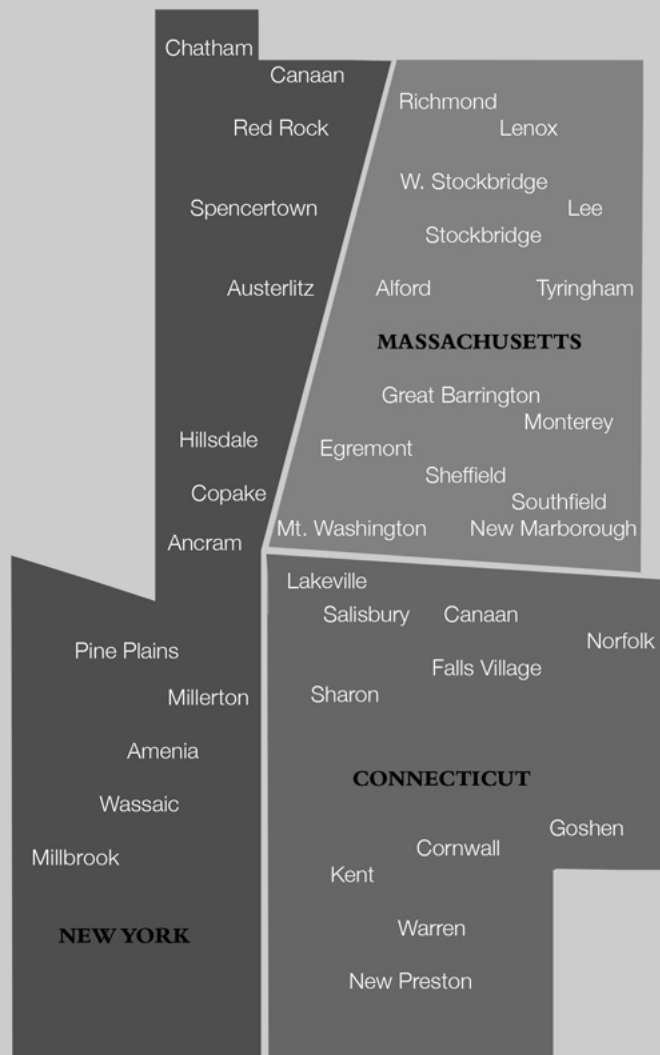 Chatham
Canaan
Red Rock
Spencertown
Austerlitz
Hillsdale
Copake
Ancram
Pine Plains
Millerton
Amenia
Wassaic
Millbrook
NEW YORK
Richmond
Lenox
W. Stockbridge
Lee
Stockbridge
Alford
Tyringham
MASSACHUSETTS
Great Barrington
Monterey
Egremont
Sheffield
Southfield
Mt. Washington
New Marborough
Lakeville
Salisbury
Canaan
Norfolk
Falls Village
Sharon
CONNECTICUT
Goshen
Cornwall
Kent
Warren
New Preston